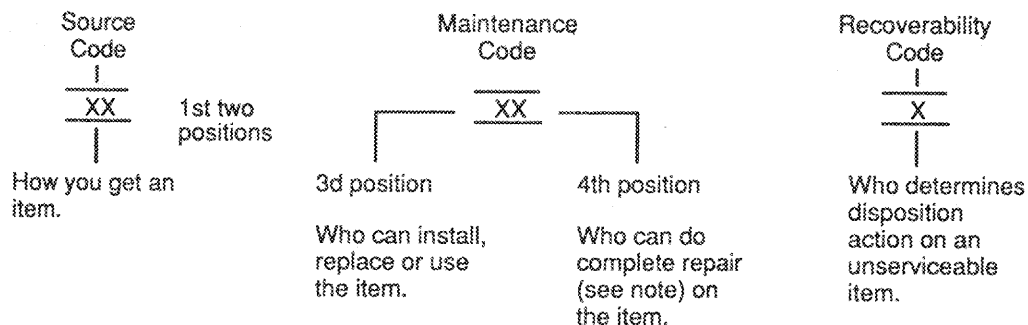 Source
Code
XX
1st two
positions
How you get an
item.
Maintenance
Code
XX
3d position
Who can install,
replace or use
the item.
4th position
Who can do
complete repair
(see note) on
the item.
Recoverability
Code
X
Who determines
disposition
action on an
unserviceable
item.